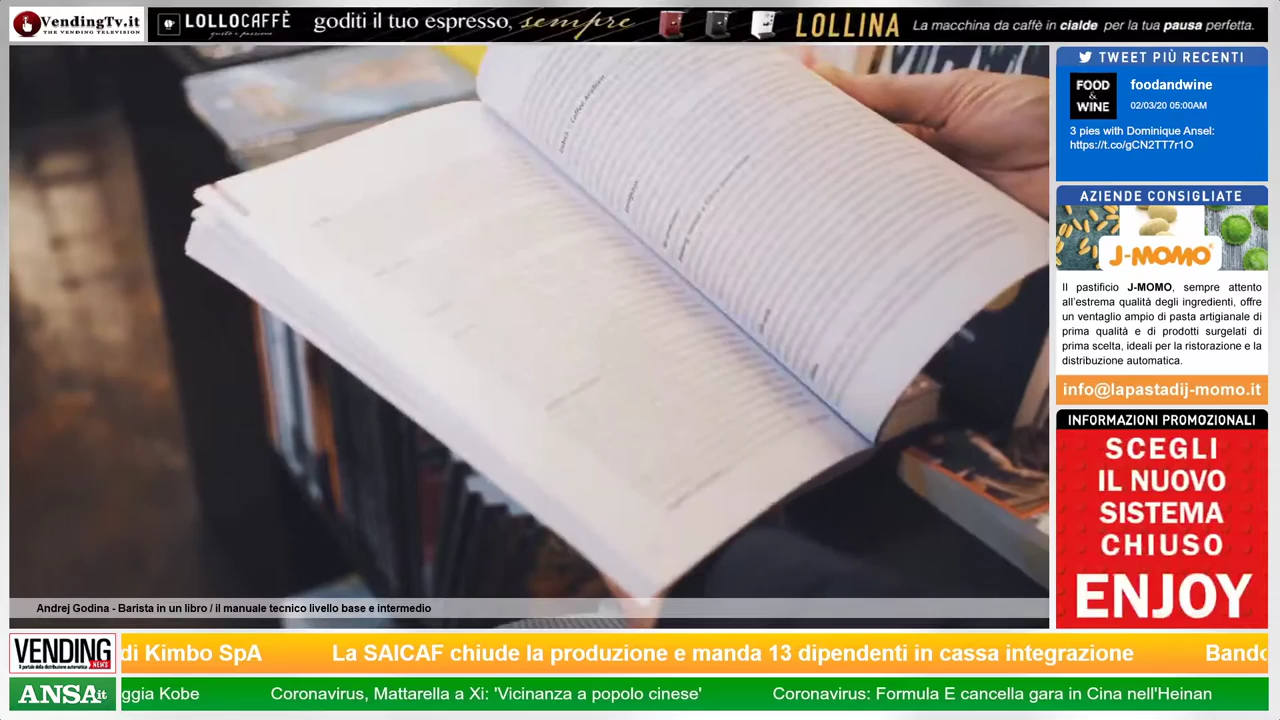 VendingTv.it
THE VENDING TELEVISION
LOLLOCAFFÈ
gusto e passione
goditi il tuo espresso, sempre
LOLLINA
La macchina da caffè in cialde per la tua pausa perfetta.
TWEET PIÙ RECENTI
FOOD
&
WINE
foodandwine
02/03/20 05:00AM
3 pies with Dominique Ansel:
https://t.co/gCN2TT7r1O
AZIENDE CONSIGLIATE
J-MOMO
Il pastificio J-MOMO, sempre attento
all'estrema qualità degli ingredienti, offre
un ventaglio ampio di pasta artigianale di
prima qualità e di prodotti surgelati di
prima scelta, ideali per la ristorazione e la
distribuzione automatica.
info@lapastadij-momo.it
INFORMAZIONI PROMOZIONALI
SCEGLI
IL NUOVO
SISTEMA
CHIUSO
ENJOY
Andrej Godina - Barista in un libro / il manuale tecnico livello base e intermedio
VENDING
NEWS
Il portale della distribuzione automatica
di Kimbo SpA La SAICAF chiude la produzione e manda 13 dipendenti in cassa integrazione Bando
ANSA.it
ggia Kobe Coronavirus, Mattarella a Xi: 'Vicinanza a popolo cinese' Coronavirus: Formula E cancella gara in Cina nell'Heinan